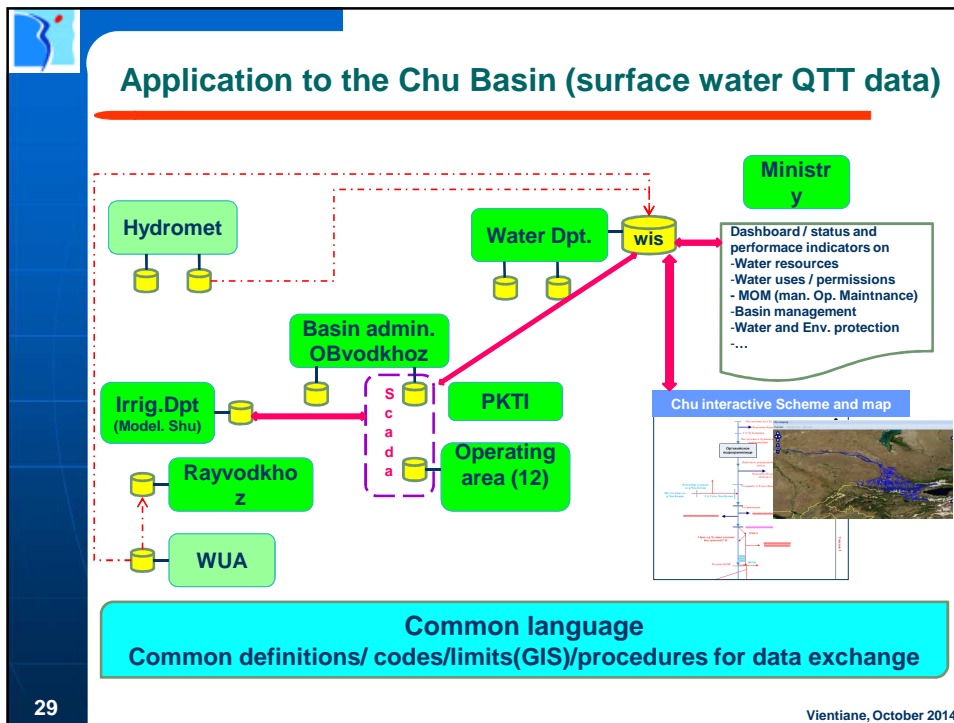 Application to the Chu Basin (surface water QTT data)
Ministr
y
Hydromet
Water Dpt.
wis
Dashboard / status and
performace indicators on
-Water resources
-Water uses / permissions
- MOM (man. Op. Maintnance)
-Basin management
-Water and Env. protection
-...
Basin admin.
OBvodkhoz
S
c
a
d
a
Irrig.Dpt
(Model. Shu)
PKTI
Chu interactive Scheme and map
Operating
area (12)
Rayvodkho
z
WUA
Common language
Common definitions/ codes/limits(GIS)/procedures for data exchange
29
Vientiane, October 2014